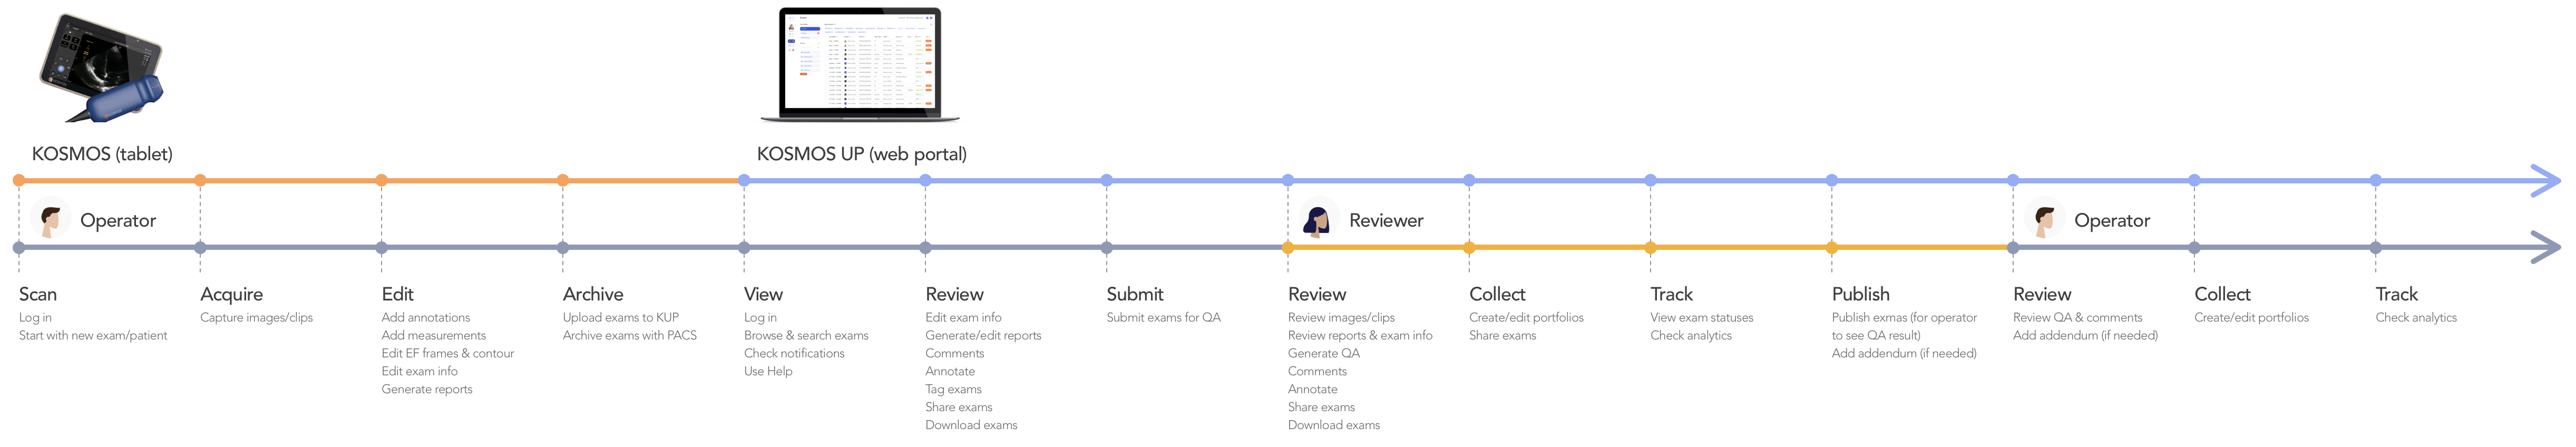 KOSMOS (tablet)
KOSMOS UP (web portal)
Operator
Reviewer
Operator
Scan
Log in
Start with new exam/patient
Acquire
Capture images/clips
Edit
Add annotations
Add measurements
Edit EF frames & contour
Edit exam info
Generate reports
Archive
Upload exams to KUP
Archive exams with PACS
View
Log in
Browse & search exams
Check notifications
Use Help
Review
Edit exam info
Generate/edit reports
Comments
Annotate
Tag exams
Share exams
Download exams
Submit
Submit exams for QA
Review
Review images/clips
Review reports & exam info
Generate QA
Comments
Annotate
Share exams
Download exams
Collect
Create/edit portfolios
Share exams
Track
View exam statuses
Check analytics
Publish
Publish exmas (for operator
to see QA result)
Add addendum (if needed)
Review
Review QA & comments
Add addendum (if needed)
Collect
Create/edit portfolios
Track
Check analytics